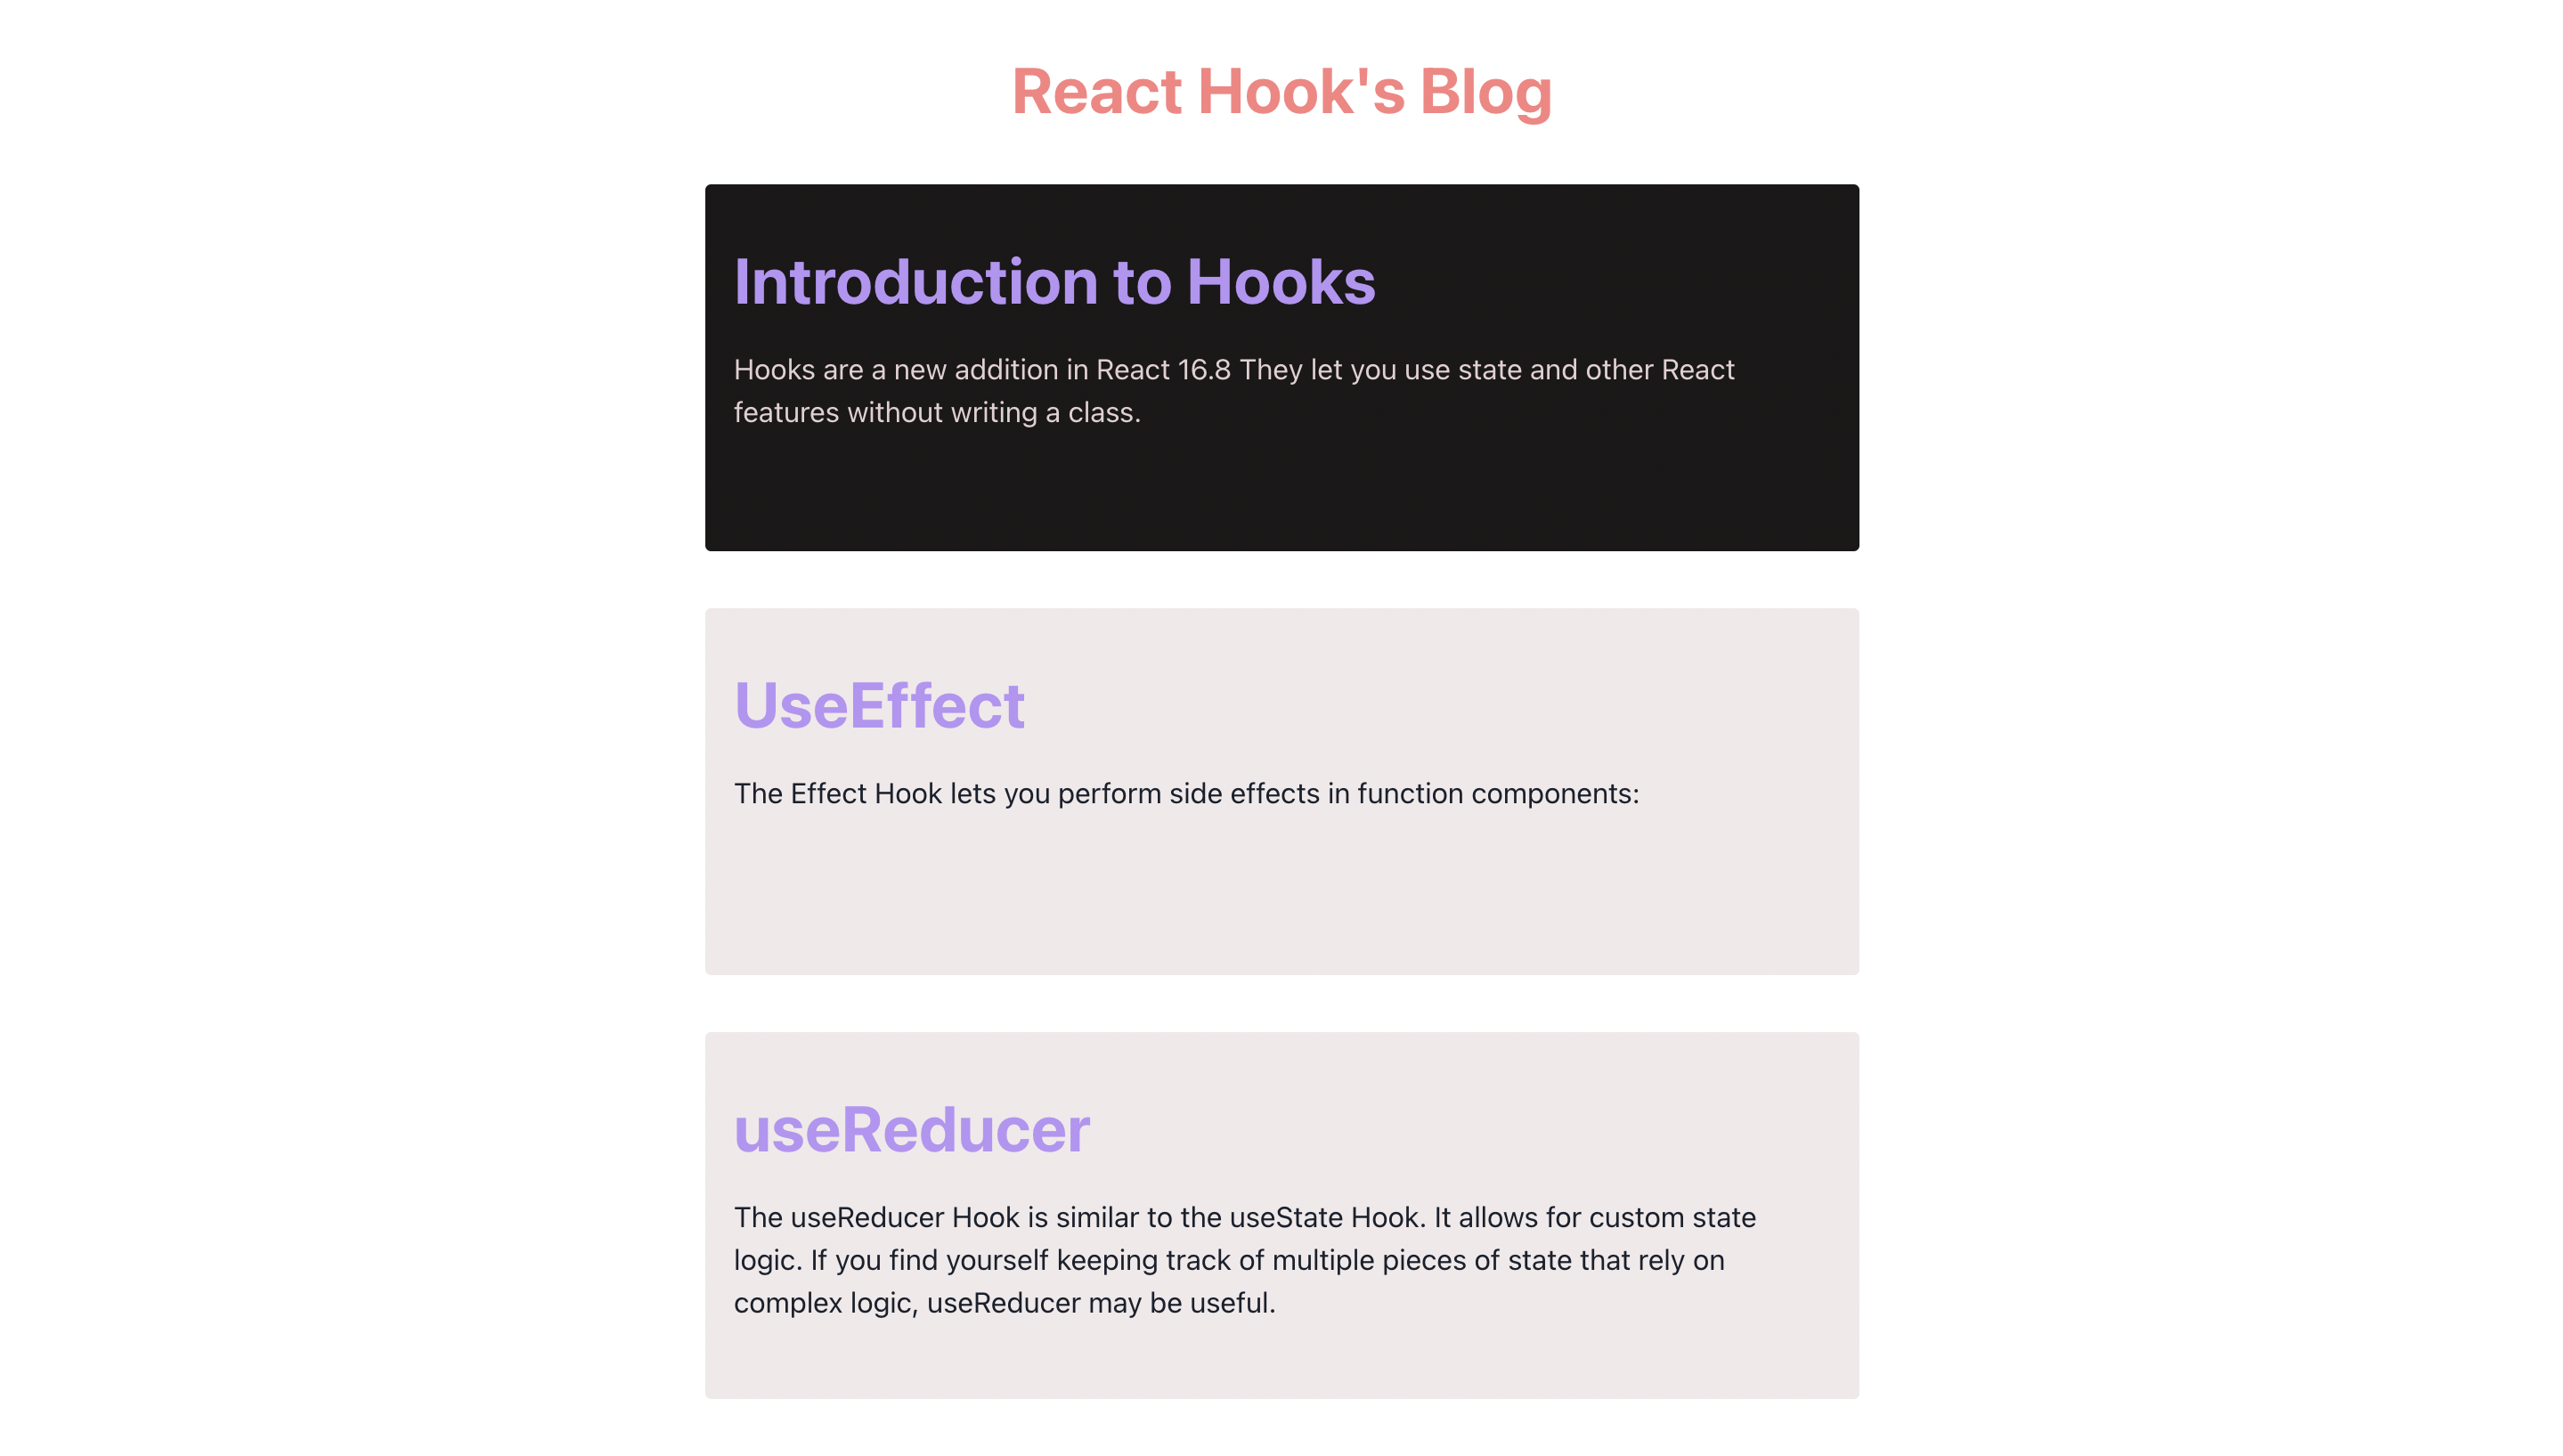 React Hook's Blog
Introduction to Hooks
Hooks are a new addition in React 16.8 They let you use state and other React
features without writing a class.
UseEffect
The Effect Hook lets you perform side effects in function components:
useReducer
The useReducer Hook is similar to the useState Hook. It allows for custom state
logic. If you find yourself keeping track of multiple pieces of state that rely on
complex logic, useReducer may be useful.